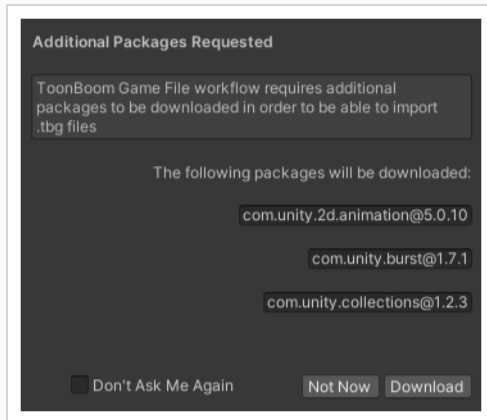 Additional Packages Requested
ToonBoom Game File workflow requires additional
packages to be downloaded in order to be able to import
.tbg files
The following packages will be downloaded:
com.unity.2d.animation@5.0.10
com.unity.burst@1.7.1
com.unity.collections@1.2.3
Don't Ask Me Again
Not Now
Download